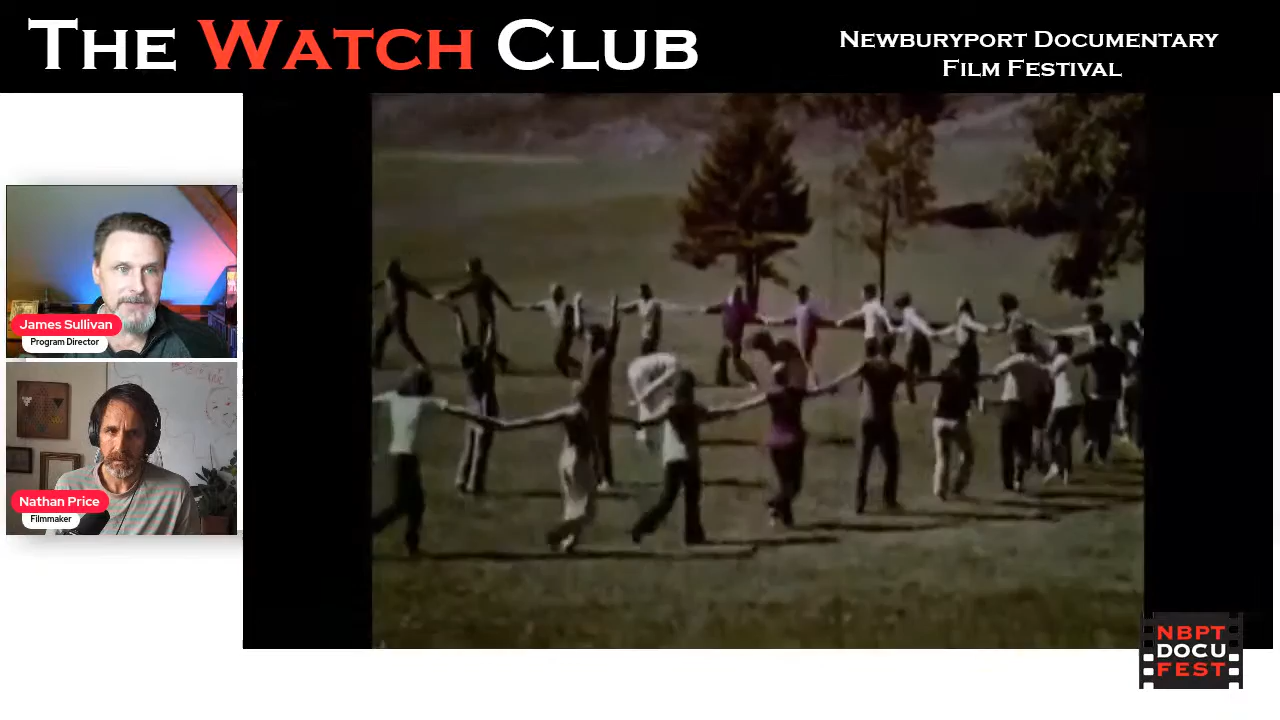 THE WATCH CLUB
NEWBURYPORT DOCUMENTARY
FILM FESTIVAL
James Sullivan
Program Director
Nathan Price
Filmmaker
NBPT
DOCU
FEST